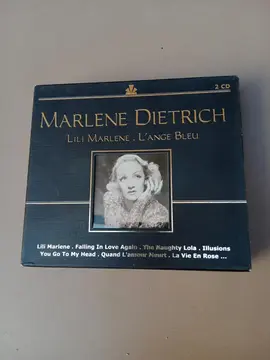 2 CD
MARLENE DIETRICH
LILI MARLENE . L'ANGE BLEU
Lili Marlene . Falling In Love Again . The Naughty Lola . Illusions
You Go To My Head . Quand L'amour Meurt . La Vie En Rose ...